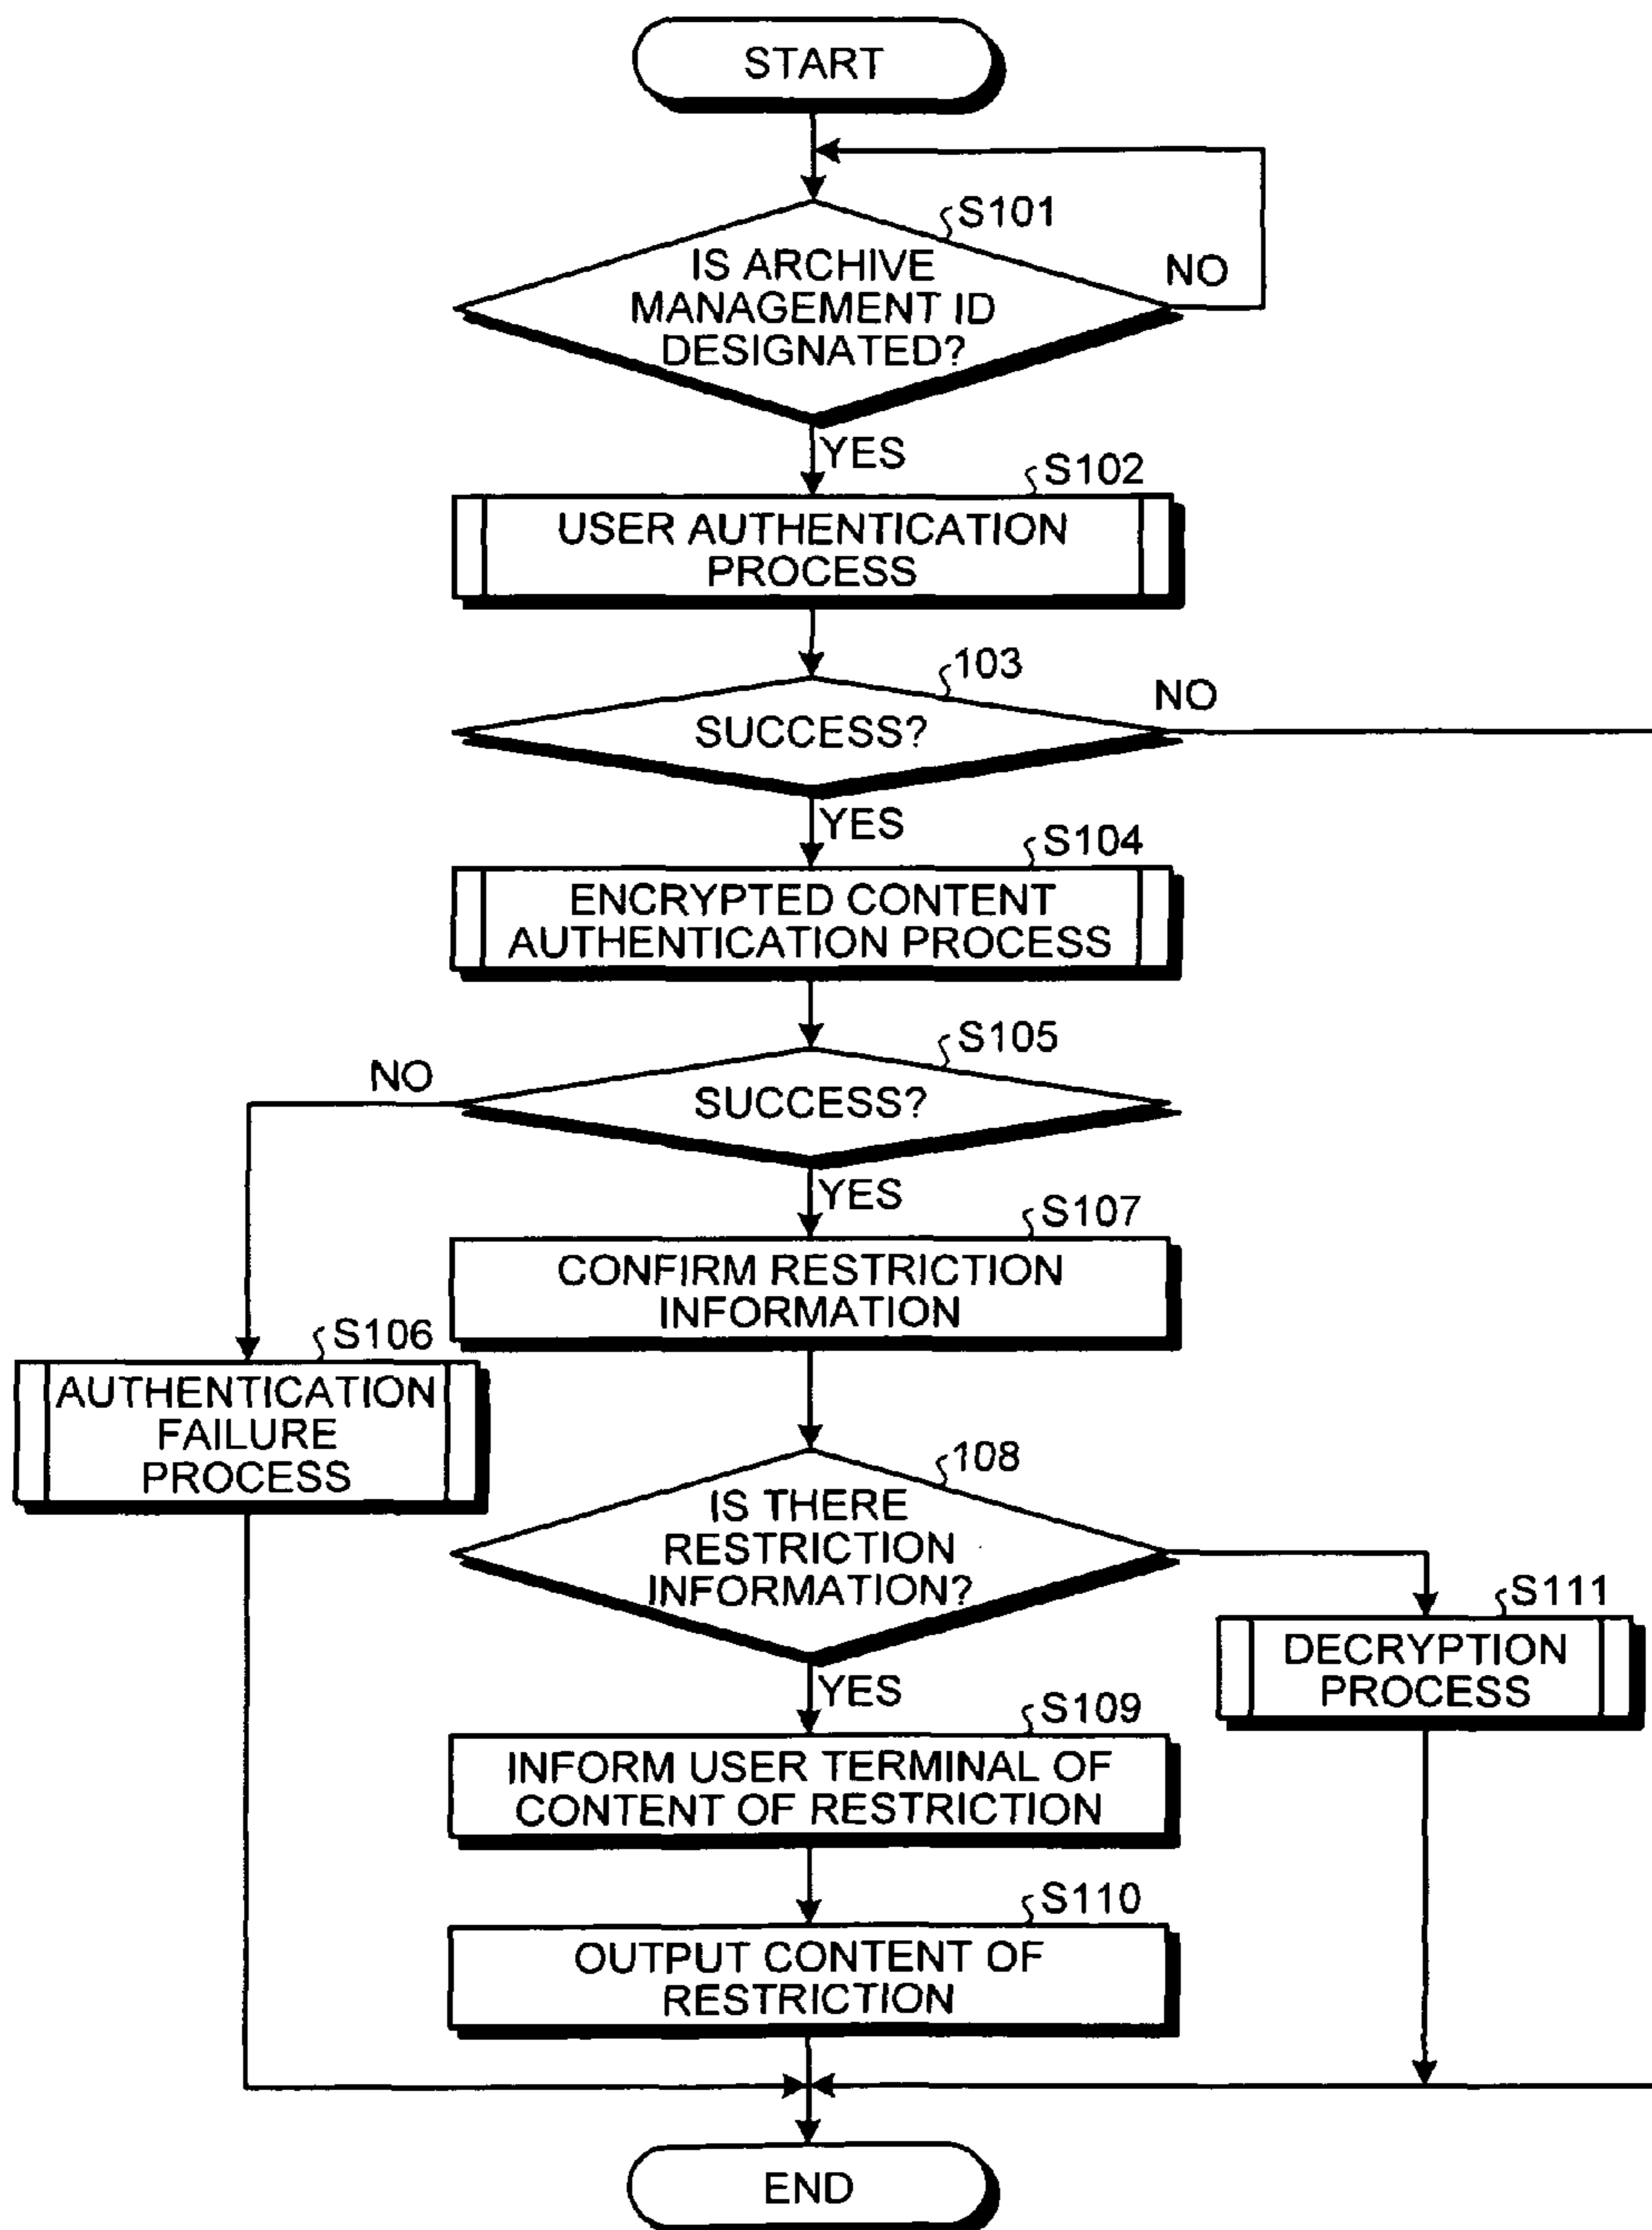 START
S101
IS ARCHIVE
MANAGEMENT ID
DESIGNATED?
NO
YES
S102
USER AUTHENTICATION
PROCESS
103
SUCCESS?
NO
YES
S104
ENCRYPTED CONTENT
AUTHENTICATION PROCESS
S105
NO
SUCCESS?
YES
S107
CONFIRM RESTRICTION
INFORMATION
S106
AUTHENTICATION
FAILURE
PROCESS
108
IS THERE
RESTRICTION
INFORMATION?
S111
DECRYPTION
PROCESS
YES
S109
INFORM USER TERMINAL OF
CONTENT OF RESTRICTION
S110
OUTPUT CONTENT OF
RESTRICTION
END